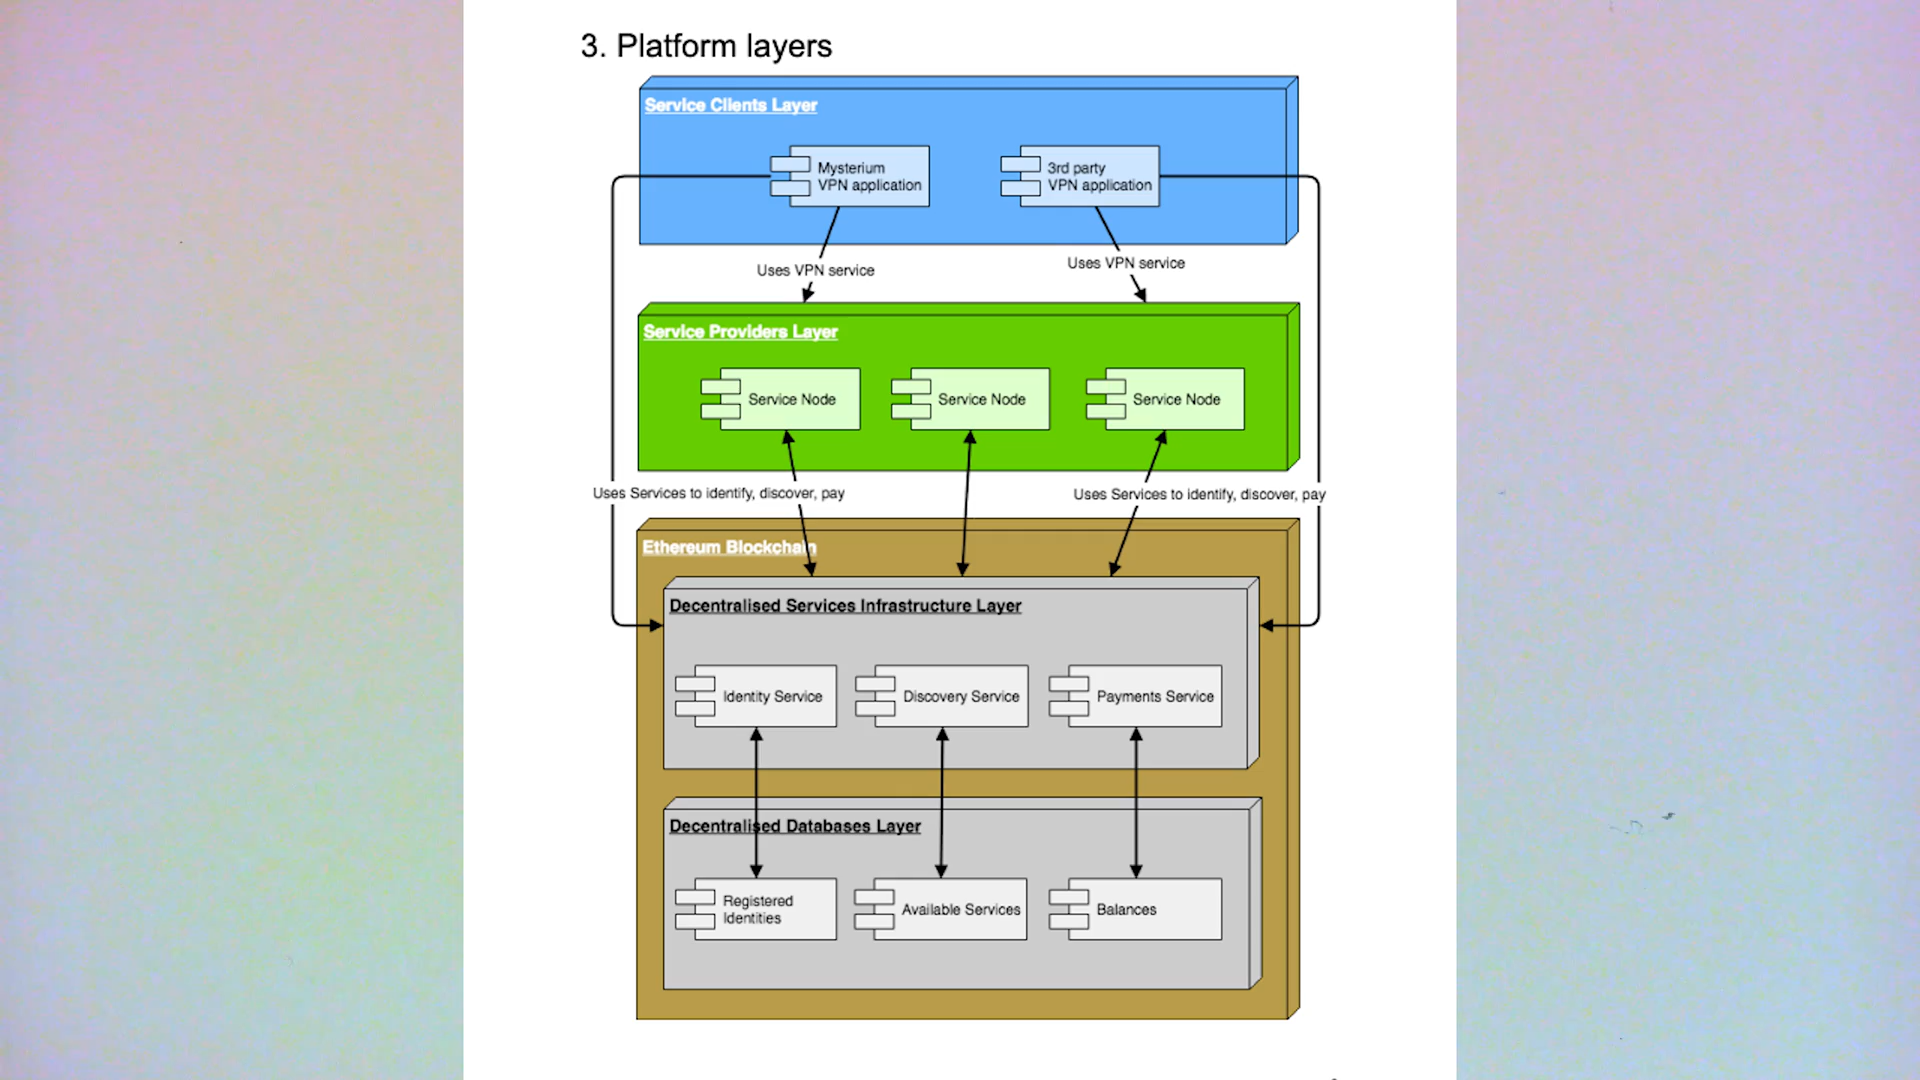 3. Platform layers
Service Clients Layer
Mysterium
VPN application
3rd party
VPN application
Uses VPN service
Uses VPN service
Service Providers Layer
Service Node
Service Node
Service Node
Uses Services to identify, discover, pay
Uses Services to identify, discover, pay
Ethereum Blockchain
Decentralised Services Infrastructure Layer
Identity Service
Discovery Service
Payments Service
Decentralised Databases Layer
Registered
Identities
Available Services
Balances